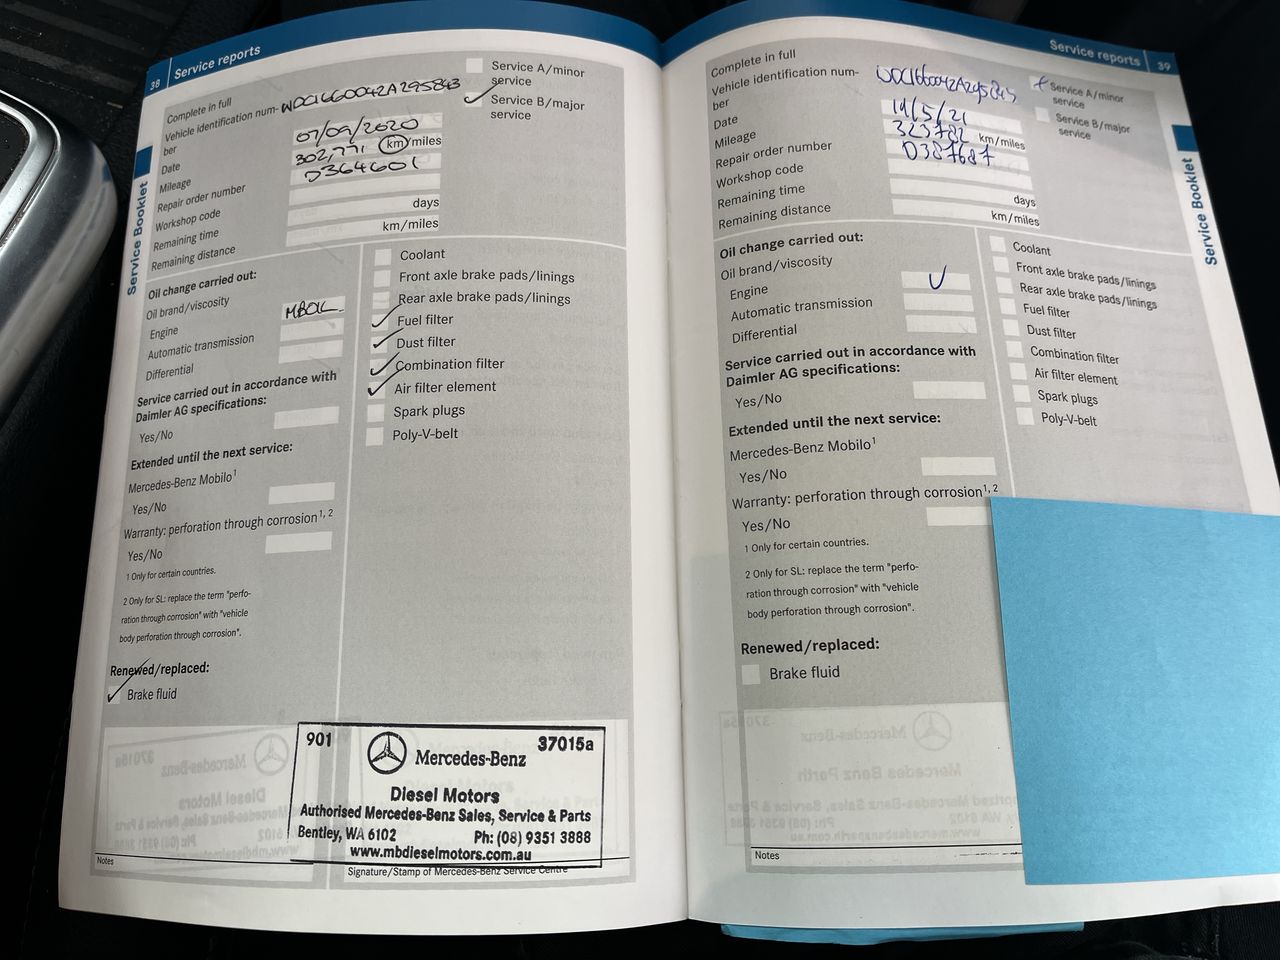 38 Service reports
Complete in full
Vehicle identification num-
ber
WDC1660042A295843
Date 07/09/2020
Mileage 302,771 km/miles
Repair order number D364601
Workshop code
Remaining time days
Remaining distance km/miles
Service A/minor
service
Service B/major
service
Oil change carried out:
Oil brand/viscosity
Engine MBOIL
Automatic transmission
Differential
Service carried out in accordance with
Daimler AG specifications:
Yes/No
Extended until the next service:
Mercedes-Benz Mobilo1
Yes/No
Warranty: perforation through corrosion1, 2
Yes/No
1 Only for certain countries.
2 Only for SL: replace the term "perfo-
ration through corrosion" with "vehicle
body perforation through corrosion".
Renewed/replaced:
Brake fluid
Coolant
Front axle brake pads/linings
Rear axle brake pads/linings
Fuel filter
Dust filter
Combination filter
Air filter element
Spark plugs
Poly-V-belt
901 37015a
Mercedes-Benz
Diesel Motors
Authorised Mercedes-Benz Sales, Service & Parts
Bentley, WA 6102 Ph: (08) 9351 3888
www.mbdieselmotors.com.au
Notes
Signature/Stamp of Mercedes-Benz Service Centre
Service Booklet
Service reports 39
Complete in full
Vehicle identification num-
ber
Date
Mileage 323782 km/miles
Repair order number D387687
Workshop code
Remaining time days
Remaining distance km/miles
Service A/minor
service
Service B/major
service
Oil change carried out:
Oil brand/viscosity
Engine
Automatic transmission
Differential
Service carried out in accordance with
Daimler AG specifications:
Yes/No
Extended until the next service:
Mercedes-Benz Mobilo1
Yes/No
Warranty: perforation through corrosion1, 2
Yes/No
1 Only for certain countries.
2 Only for SL: replace the term "perfo-
ration through corrosion" with "vehicle
body perforation through corrosion".
Renewed/replaced:
Brake fluid
Coolant
Front axle brake pads/linings
Rear axle brake pads/linings
Fuel filter
Dust filter
Combination filter
Air filter element
Spark plugs
Poly-V-belt
Notes
Service Booklet